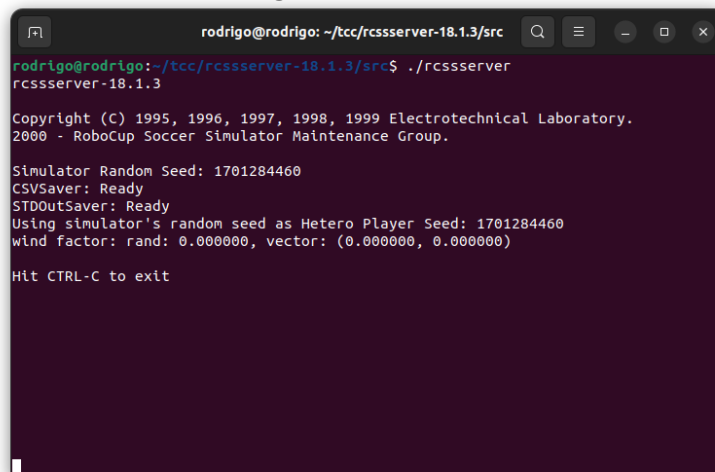 rodrigo@rodrigo: ~/tcc/rcssserver-18.1.3/src
rodrigo@rodrigo:~/tcc/rcssserver-18.1.3/src$ ./rcssserver
rcssserver-18.1.3
Copyright (C) 1995, 1996, 1997, 1998, 1999 Electrotechnical Laboratory.
2000 - RoboCup Soccer Simulator Maintenance Group.
Simulator Random Seed: 1701284460
CSVSaver: Ready
STDOutSaver: Ready
Using simulator's random seed as Hetero Player Seed: 1701284460
wind factor: rand: 0.000000, vector: (0.000000, 0.000000)
Hit CTRL-C to exit